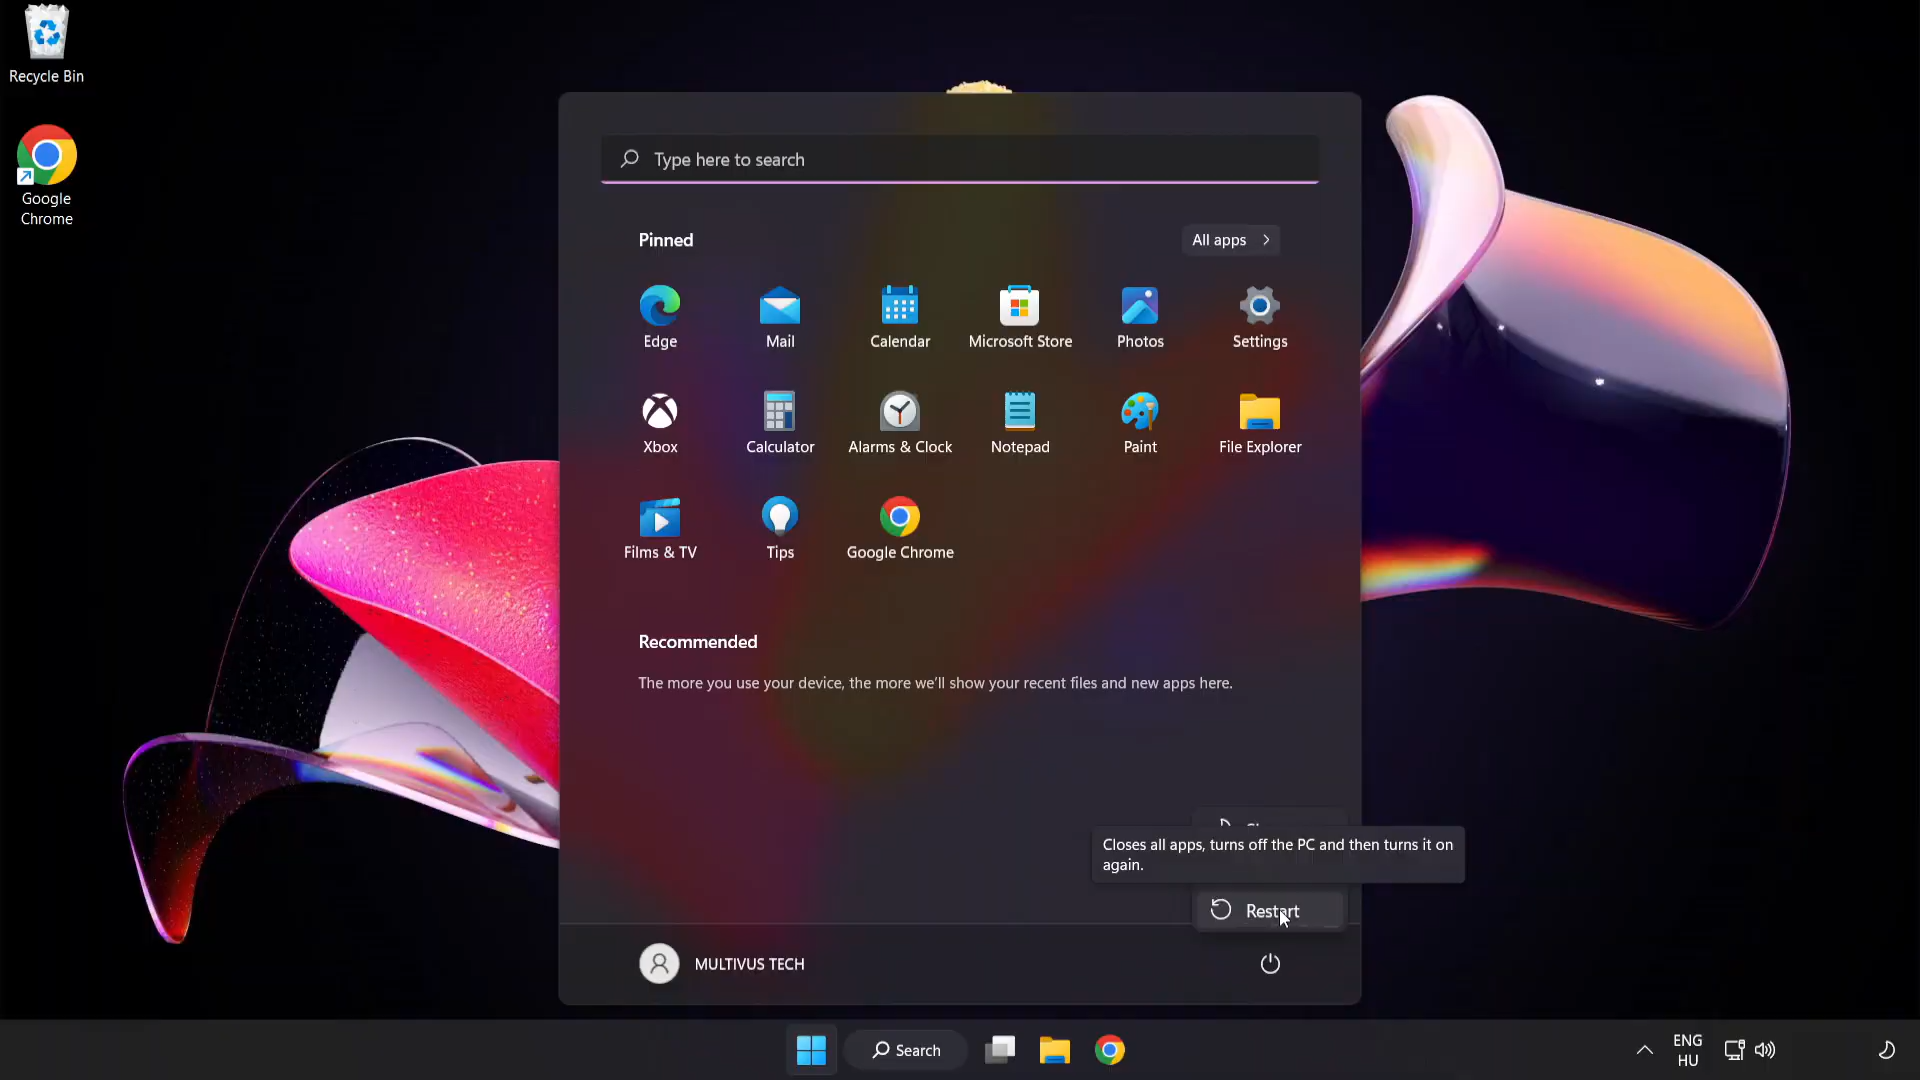 Recycle Bin
Google
Chrome
Type here to search
Pinned
All apps
Edge
Mail
Calendar
Microsoft Store
Photos
Settings
Xbox
Calculator
Alarms & Clock
Notepad
Paint
File Explorer
Films & TV
Tips
Google Chrome
Recommended
The more you use your device, the more we'll show your recent files and new apps here.
Closes all apps, turns off the PC and then turns it on
again.
Restart
MULTIVUS TECH
Search
ENG
HU